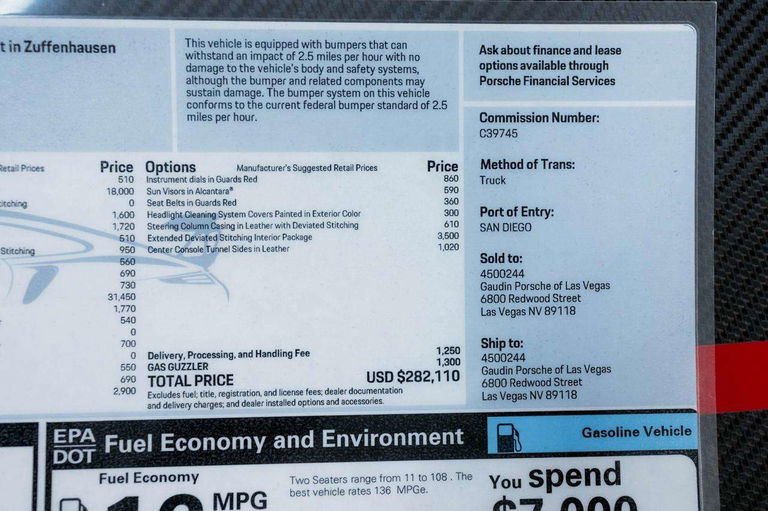 t in Zuffenhausen
This vehicle is equipped with bumpers that can
withstand an impact of 2.5 miles per hour with no
damage to the vehicle's body and safety systems,
although the bumper and related components may
sustain damage. The bumper system on this vehicle
conforms to the current federal bumper standard of 2.5
miles per hour.
Ask about finance and lease
options available through
Porsche Financial Services
Commission Number:
C39745
Method of Trans:
Truck
Port of Entry:
SAN DIEGO
Sold to:
4500244
Gaudin Porsche of Las Vegas
6800 Redwood Street
Las Vegas NV 89118
Ship to:
4500244
Gaudin Porsche of Las Vegas
6800 Redwood Street
Las Vegas NV 89118
Retail Prices Price
510
18,000
itching 0
1,600
1,720
510
Stitching 950
560
690
730
31,450
1,770
540
0
700
0
550
690
2,900
Options Manufacturer's Suggested Retail Prices Price
Instrument dials in Guards Red 860
Sun Visors in Alcantara® 590
Seat Belts in Guards Red 360
Headlight Cleaning System Covers Painted in Exterior Color 300
Steering Column Casing in Leather with Deviated Stitching 610
Extended Deviated Stitching Interior Package 3,500
Center Console Tunnel Sides in Leather 1,020
Delivery, Processing, and Handling Fee 1,250
GAS GUZZLER 1,300
TOTAL PRICE USD $282,110
Excludes fuel; title, registration, and license fees; dealer documentation
and delivery charges; and dealer installed options and accessories.
EPA
DOT Fuel Economy and Environment
Gasoline Vehicle
Fuel Economy
MPG
Two Seaters range from 11 to 108 . The
best vehicle rates 136 MPGe.
You spend
$7,000